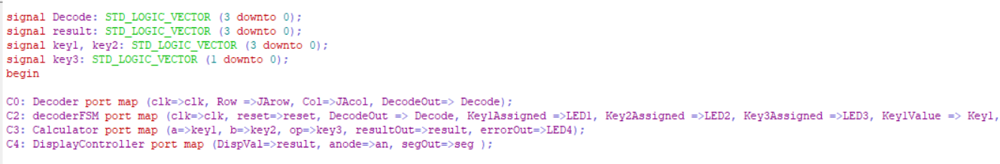 signal Decode: STD_LOGIC_VECTOR (3 downto 0);
signal result: STD_LOGIC_VECTOR (3 downto 0);
signal key1, key2: STD_LOGIC_VECTOR (3 downto 0);
signal key3: STD_LOGIC_VECTOR (1 downto 0);
begin
C0: Decoder port map (clk=>clk, Row =>JArow, Col=>JAcol, DecodeOut=> Decode);
C2: decoderFSM port map (clk=>clk, reset=>reset, DecodeOut => Decode, Key1Assigned =>LED1, Key2Assigned =>LED2, Key3Assigned =>LED3, Key1Value => Key1,
C3: Calculator port map (a=>key1, b=>key2, op=>key3, resultOut=>result, errorOut=>LED4);
C4: DisplayController port map (DispVal=>result, anode=>an, segOut=>seg );